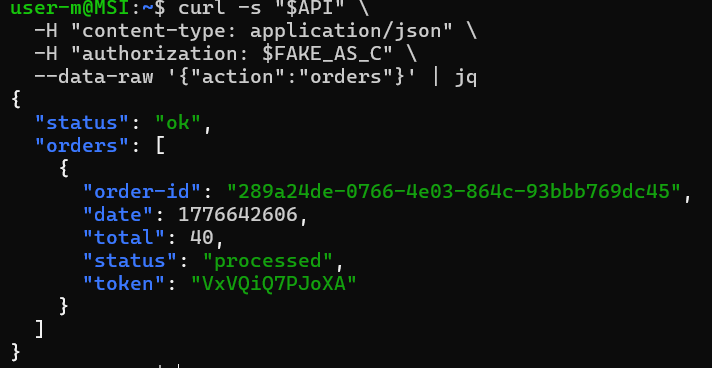 user-m@MSI:~$ curl -s "$API" \
  -H "content-type: application/json" \
  -H "authorization: $FAKE_AS_C" \
  --data-raw '{"action":"orders"}' | jq
{
  "status": "ok",
  "orders": [
    {
      "order-id": "289a24de-0766-4e03-864c-93bbb769dc45",
      "date": 1776642606,
      "total": 40,
      "status": "processed",
      "token": "VxVQiQ7PJoXA"
    }
  ]
}